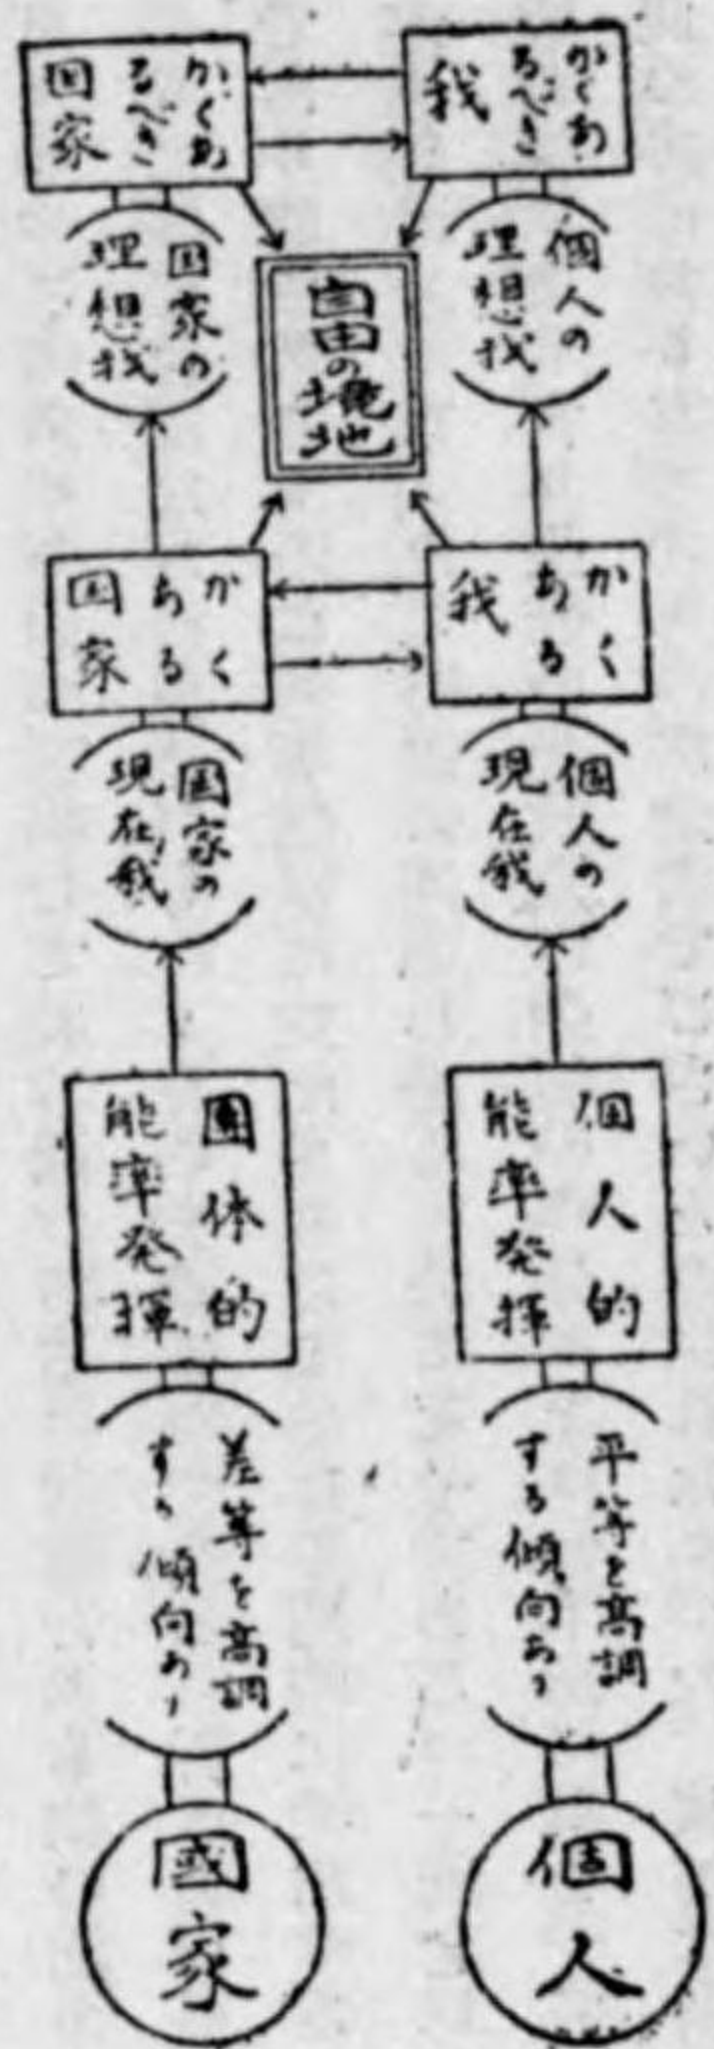 かくあ
るべき
我
かくあ
るべき
国家
個人の
理想我
国家の
理想我
自由の境地
かく
ある
我
かく
ある
国家
個人の
現在我
国家の
現在我
個人的
能率発揮
團体的
能率発揮
平等を高調
する傾向あり
差等を高調
する傾向あり
個人
國家